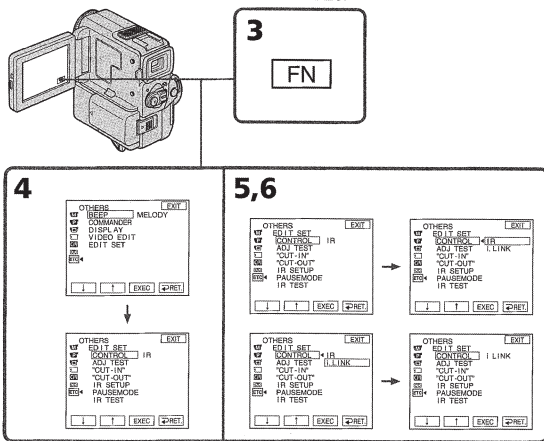 3
FN
4
OTHERS EXIT
BEEP MELODY
COMMANDER
DISPLAY
VIDEO EDIT
EDIT SET
ETC
↓ ↑ EXEC RET.
OTHERS EXIT
EDIT SET
CONTROL IR
ADJ TEST
"CUT-IN"
"CUT-OUT"
IR SETUP
ETC PAUSEMODE
IR TEST
↓ ↑ EXEC RET.
5,6
OTHERS EXIT
EDIT SET
CONTROL IR
ADJ TEST
"CUT-IN"
"CUT-OUT"
IR SETUP
ETC PAUSEMODE
IR TEST
↓ ↑ EXEC RET.
OTHERS EXIT
EDIT SET
CONTROL IR
ADJ TEST i.LINK
"CUT-IN"
"CUT-OUT"
IR SETUP
ETC PAUSEMODE
IR TEST
↓ ↑ EXEC RET.
OTHERS EXIT
EDIT SET
CONTROL IR
ADJ TEST i.LINK
"CUT-IN"
"CUT-OUT"
IR SETUP
ETC PAUSEMODE
IR TEST
↓ ↑ EXEC RET.
OTHERS EXIT
EDIT SET
CONTROL i LINK
ADJ TEST
"CUT-IN"
"CUT-OUT"
IR SETUP
ETC PAUSEMODE
IR TEST
↓ ↑ EXEC RET.